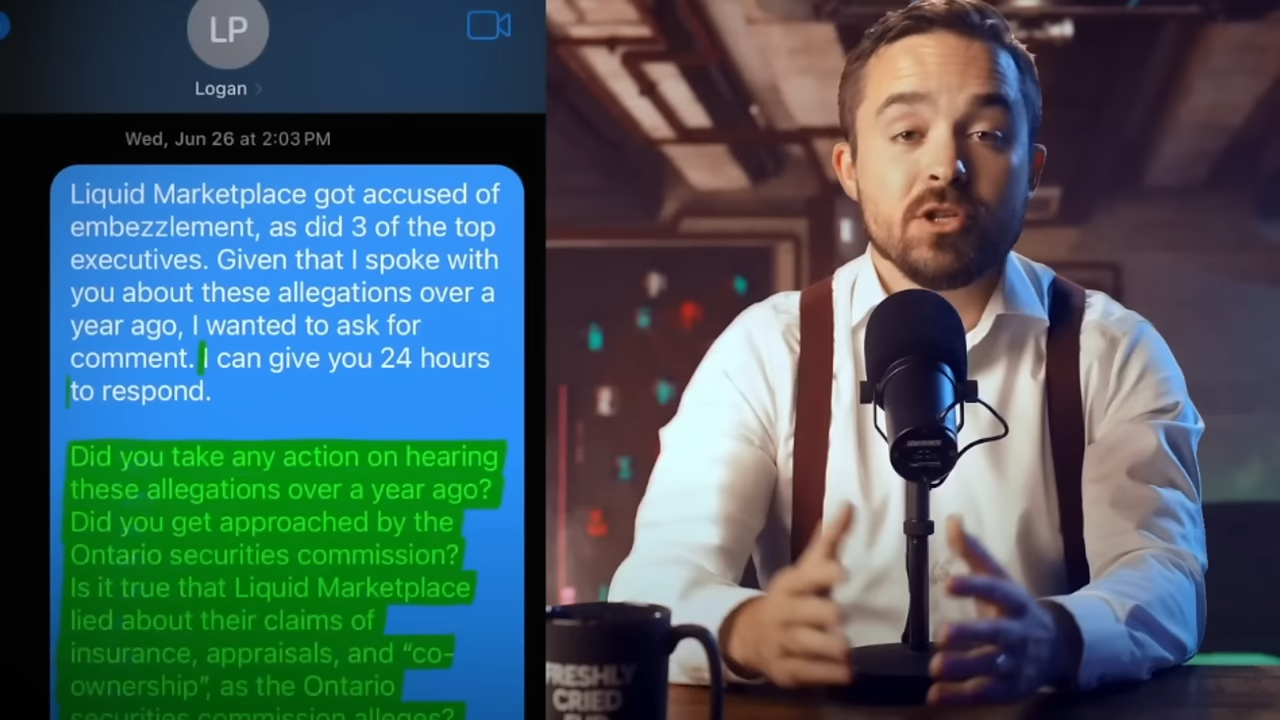 LP
Logan
Wed, Jun 26 at 2:03 PM
Liquid Marketplace got accused of
embezzlement, as did 3 of the top
executives. Given that I spoke with
you about these allegations over a
year ago, I wanted to ask for
comment. I can give you 24 hours
to respond.
Did you take any action on hearing
these allegations over a year ago?
Did you get approached by the
Ontario securities commission?
Is it true that Liquid Marketplace
lied about their claims of
insurance, appraisals, and “co-
ownership”, as the Ontario
securities commission alleges?
FRESHLY
CRIED